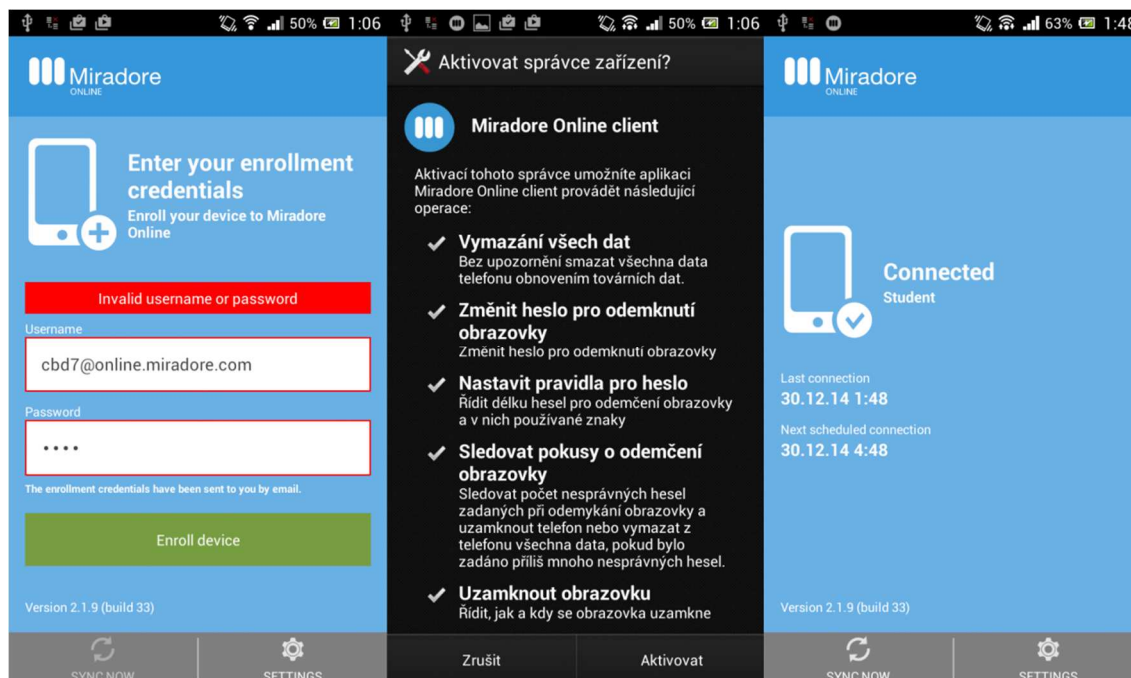 50% 1:06
Miradore
ONLINE
Enter your enrollment
credentials
Enroll your device to Miradore
Online
Invalid username or password
Username
cbd7@online.miradore.com
Password
••••
The enrollment credentials have been sent to you by email.
Enroll device
Version 2.1.9 (build 33)
SYNC NOW
SETTINGS
50% 1:06
Aktivovat správce zařízení?
Miradore Online client
Aktivací tohoto správce umožníte aplikaci
Miradore Online client provádět následující
operace:
Vymazání všech dat
Bez upozornění smazat všechna data
telefonu obnovením továrních dat.
Změnit heslo pro odemknutí
obrazovky
Změnit heslo pro odemknutí obrazovky
Nastavit pravidla pro heslo
Řídit délku hesel pro odemčení obrazovky
a v nich používané znaky
Sledovat pokusy o odemčení
obrazovky
Sledovat počet nesprávných hesel
zadaných při odemykání obrazovky a
uzamknout telefon nebo vymazat z
telefonu všechna data, pokud bylo
zadáno příliš mnoho nesprávných hesel.
Uzamknout obrazovku
Řídit, jak a kdy se obrazovka uzamkne
Zrušit
Aktivovat
63% 1:48
Miradore
ONLINE
Connected
Student
Last connection
30.12.14 1:48
Next scheduled connection
30.12.14 4:48
Version 2.1.9 (build 33)
SYNC NOW
SETTINGS